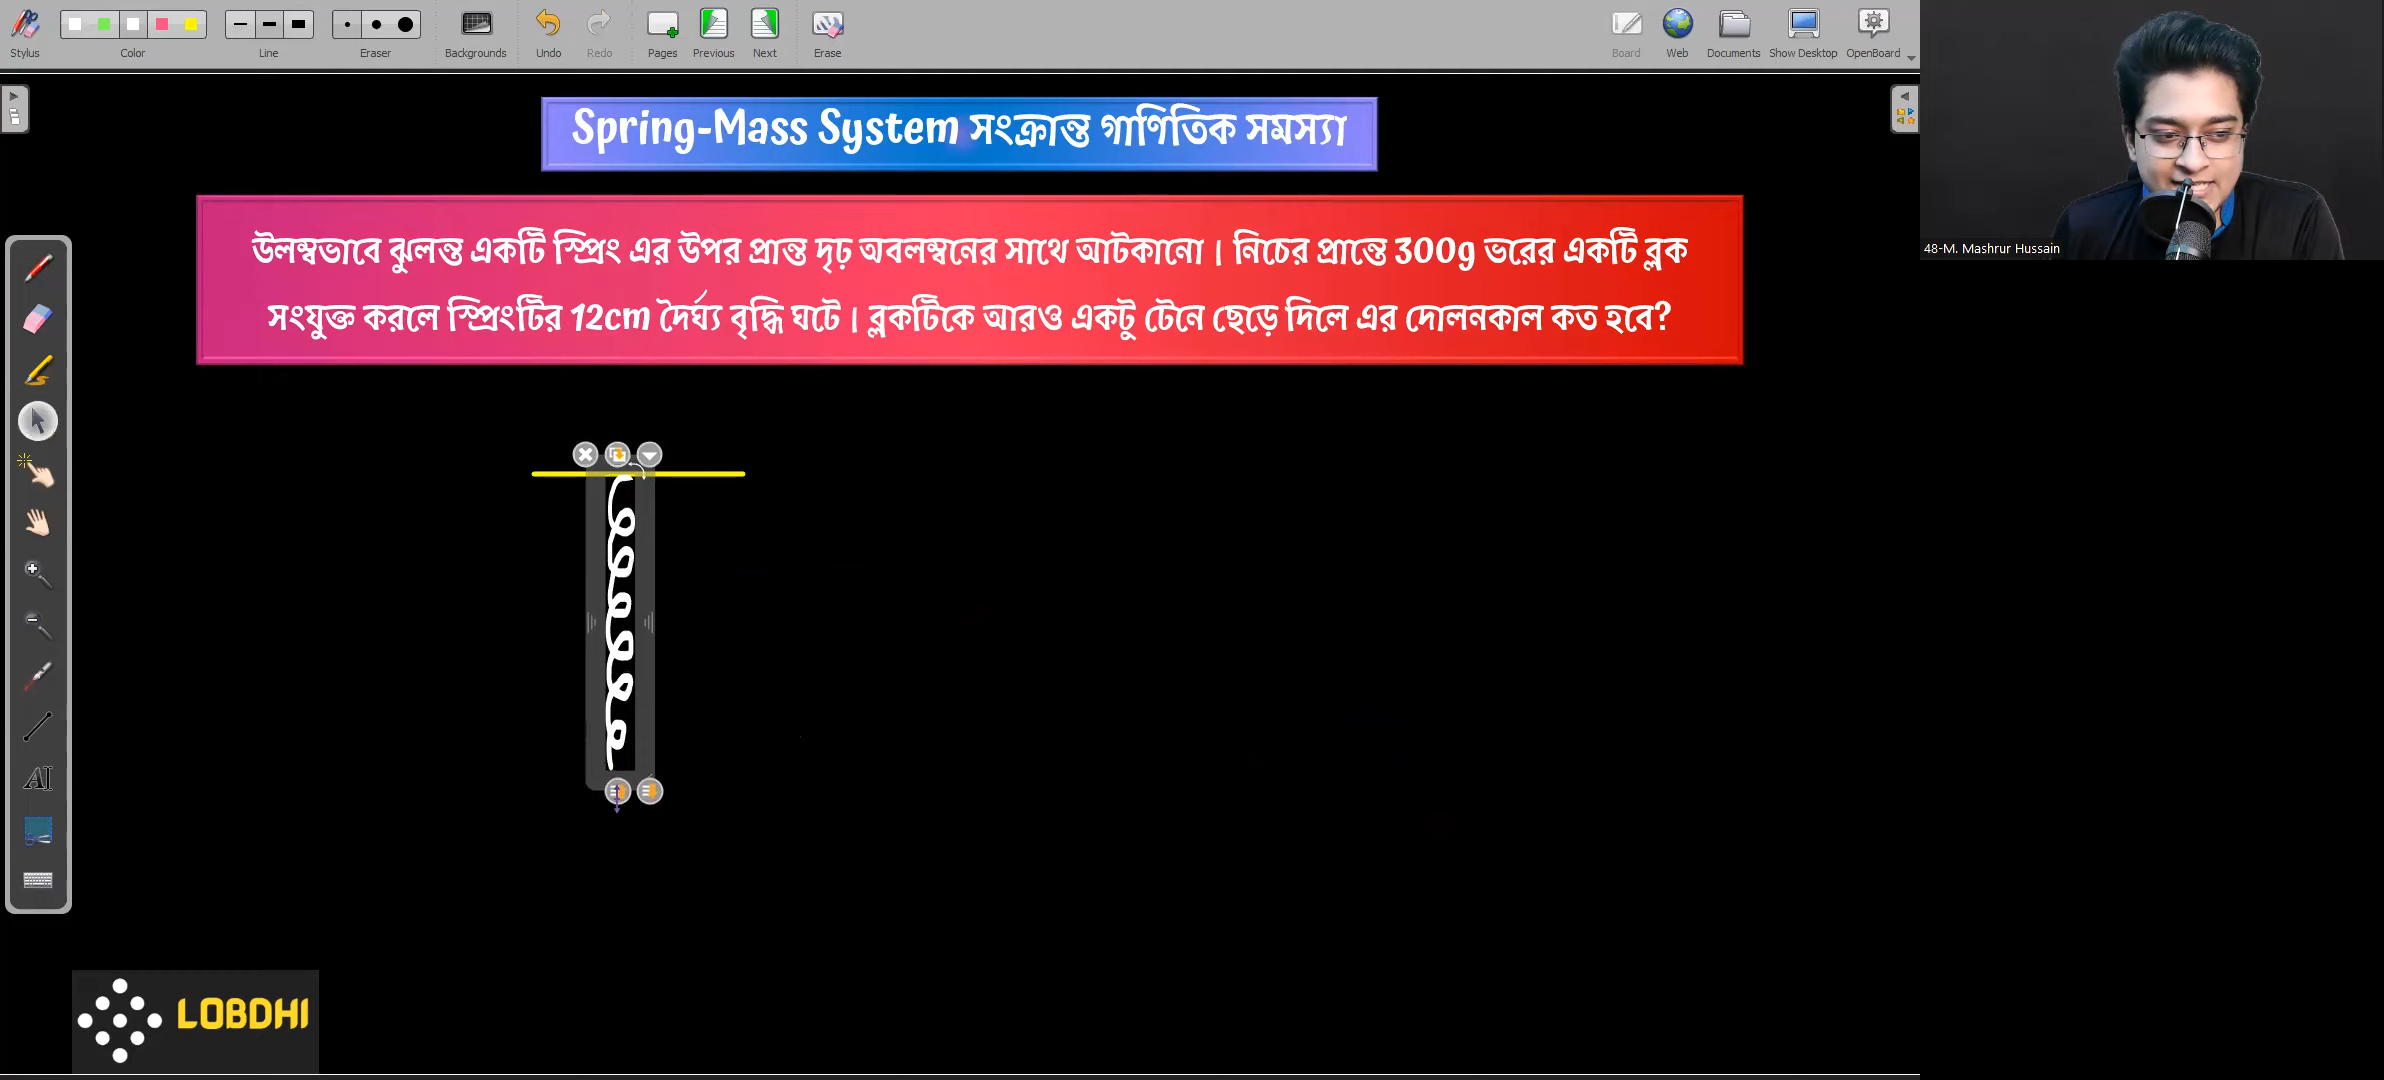 Stylus
Color
Line
Eraser
Backgrounds
Undo
Redo
Pages
Previous
Next
Erase
Board
Web
Documents
Show Desktop
OpenBoard
Spring-Mass System সংক্রান্ত গাণিতিক সমস্যা
উলম্বভাবে ঝুলন্ত একটি স্প্রিং এর উপর প্রান্ত দৃঢ় অবলম্বনের সাথে আটকানো। নিচের প্রান্তে 300g ভরের একটি ব্লক
সংযুক্ত করলে স্প্রিংটির 12cm দৈর্ঘ্য বৃদ্ধি ঘটে। ব্লকটিকে আরও একটু টেনে ছেড়ে দিলে এর দোলনকাল কত হবে?
48-M. Mashrur Hussain
AI
LOBDHI